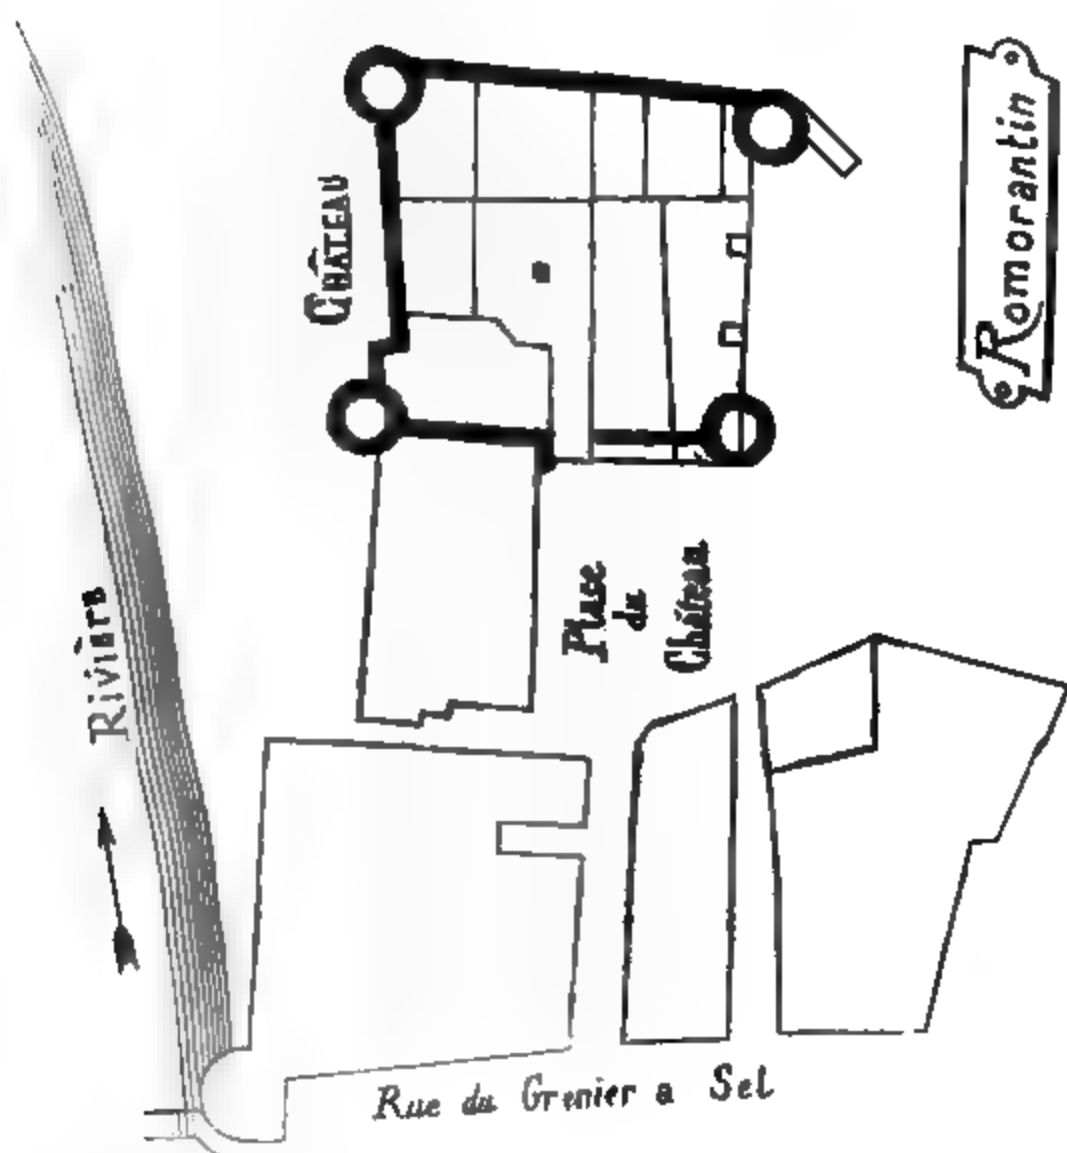 Romorantin
CHÂTEAU
Rivière
Place
du
Château
Rue du Grenier a Sel